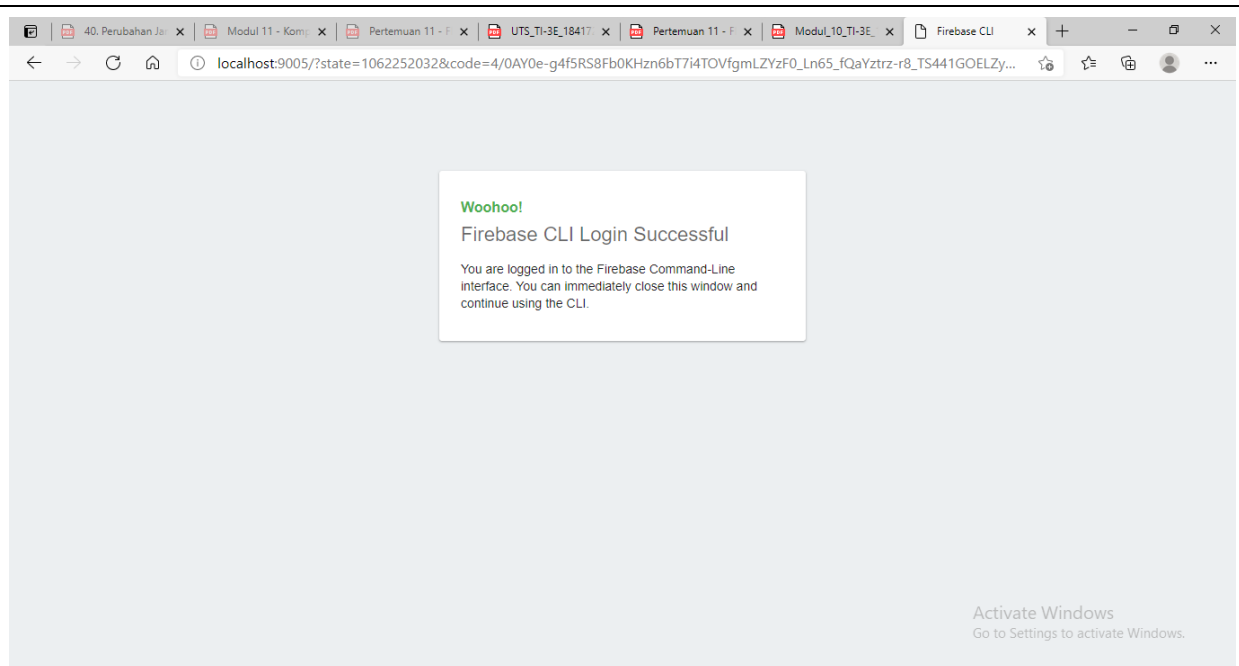 40. Perubahan Ja
Modul 11 - Komp
Pertemuan 11 - F
UTS_TI-3E_18417
Pertemuan 11 - F
Modul_10_TI-3E_
Firebase CLI
localhost:9005/?state=1062252032&code=4/0AY0e-g4f5RS8Fb0KHzn6bT7i4TOVfgmLZYzF0_Ln65_fQaYztrz-r8_TS441GOELZy...
Woohoo!
Firebase CLI Login Successful
You are logged in to the Firebase Command-Line
interface. You can immediately close this window and
continue using the CLI.
Activate Windows
Go to Settings to activate Windows.